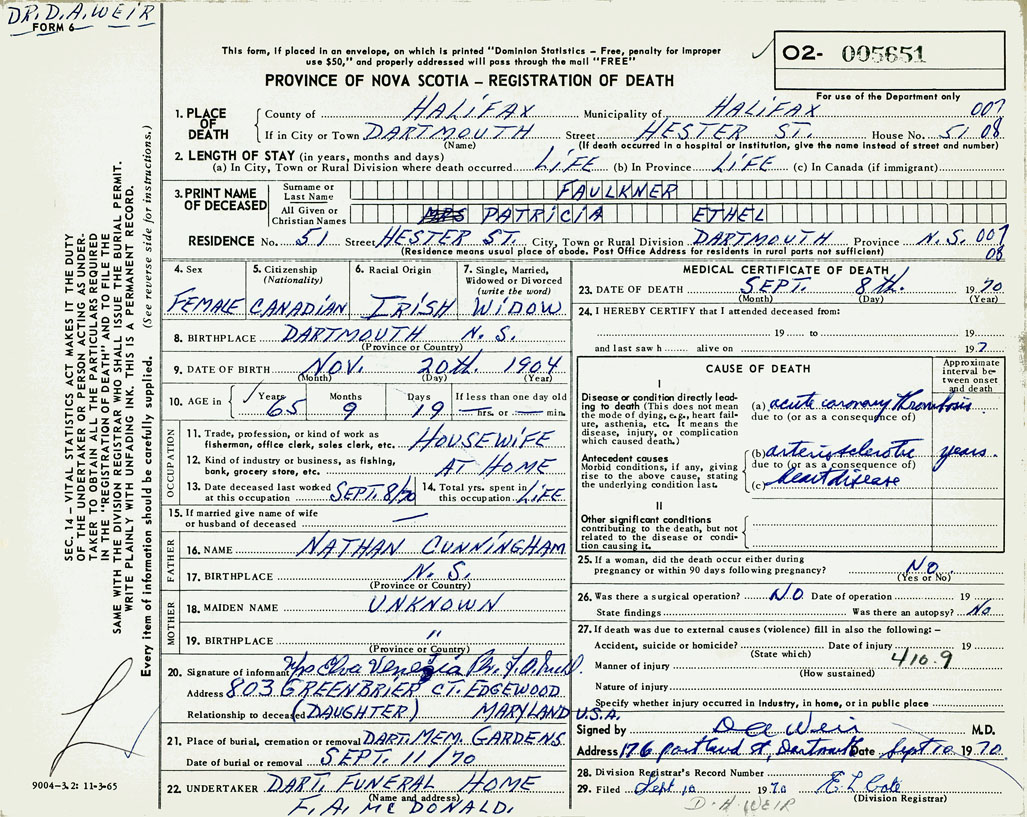 DR. D. A. WEIR
FORM 6
This form, if placed in an envelope, on which is printed "Dominion Statistics – Free, penalty for improper
use $50," and properly addressed will pass through the mail "FREE"
O2- 005651
PROVINCE OF NOVA SCOTIA – REGISTRATION OF DEATH
For use of the Department only
1. PLACE OF DEATH
County of HALIFAX Municipality of HALIFAX 007
If in City or Town DARTMOUTH Street HESTER ST. House No. 51 08
(Name) (If death occurred in a hospital or institution, give the name instead of street and number)
2. LENGTH OF STAY (in years, months and days)
(a) In City, Town or Rural Division where death occurred LIFE (b) In Province LIFE (c) In Canada (if immigrant)
3. PRINT NAME OF DECEASED
Surname or Last Name FAULKNER
All Given or Christian Names MRS PATRICIA ETHEL
RESIDENCE No. 51 Street HESTER ST. City, Town or Rural Division DARTMOUTH Province N.S. 007
(Residence means usual place of abode. Post Office Address for residents in rural parts not sufficient) 08
4. Sex FEMALE
5. Citizenship (Nationality) CANADIAN
6. Racial Origin IRISH
7. Single, Married, Widowed or Divorced (write the word) WIDOW
8. BIRTHPLACE DARTMOUTH N.S.
(Province or Country)
9. DATE OF BIRTH NOV. 20th. 1904
(Month) (Day) (Year)
10. AGE in Years 65 Months 9 Days 19 If less than one day old
hrs. or min.
OCCUPATION
11. Trade, profession, or kind of work as
fisherman, office clerk, sales clerk, etc. HOUSEWIFE
12. Kind of industry or business, as fishing,
bank, grocery store, etc. AT HOME
13. Date deceased last worked
at this occupation SEPT. 8/70
14. Total yrs. spent in
this occupation LIFE
15. If married give name of wife
or husband of deceased —
FATHER
16. NAME NATHAN CUNNINGHAM
17. BIRTHPLACE N.S.
(Province or Country)
MOTHER
18. MAIDEN NAME UNKNOWN
19. BIRTHPLACE "
(Province or Country)
20. Signature of informant Mrs Elva Venezia
Address 803 GREENBRIER CT. EDGEWOOD
Relationship to deceased (DAUGHTER) MARYLAND U.S.A.
21. Place of burial, cremation or removal DART. MEM. GARDENS
Date of burial or removal SEPT. 11/70
22. UNDERTAKER DART. FUNERAL HOME
(Name and address)
F. A. McDONALD.
MEDICAL CERTIFICATE OF DEATH
23. DATE OF DEATH SEPT. 8th. 1970
(Month) (Day) (Year)
24. I HEREBY CERTIFY that I attended deceased from:
19 to 19
and last saw h alive on 197
CAUSE OF DEATH
Approximate interval between onset and death
I
Disease or condition directly leading
to death (This does not mean
the mode of dying, e.g., heart failure,
asthenia, etc. It means the
disease, injury, or complication
which caused death.)
(a) acute coronary thrombosis
due to (or as a consequence of)
Antecedent causes
Morbid conditions, if any, giving
rise to the above cause, stating
the underlying condition last.
(b) arteriosclerotic years.
due to (or as a consequence of)
(c) heart disease
II
Other significant conditions
contributing to the death, but not
related to the disease or condition
causing it.
25. If a woman, did the death occur either during
pregnancy or within 90 days following pregnancy? NO
(Yes or No)
26. Was there a surgical operation? NO Date of operation 19
State findings Was there an autopsy? No
27. If death was due to external causes (violence) fill in also the following: –
Accident, suicide or homicide? Date of injury 19
(State which) 410.9
Manner of injury
(How sustained)
Nature of injury
Specify whether injury occurred in industry, in home, or in public place
Signed by D A Weir M.D.
Address 176 portland st, Dartmouth Date Sept 10 1970.
28. Division Registrar's Record Number
29. Filed Sept 10 1970 E L Cole
D. A. WEIR (Division Registrar)
SEC. 14 – VITAL STATISTICS ACT MAKES IT THE DUTY
OF THE UNDERTAKER OR PERSON ACTING AS UNDERTAKER
TO OBTAIN ALL THE PARTICULARS REQUIRED
IN THE "REGISTRATION OF DEATH" AND TO FILE THE
SAME WITH THE DIVISION REGISTRAR WHO SHALL ISSUE THE BURIAL PERMIT.
WRITE PLAINLY WITH UNFADING INK. THIS IS A PERMANENT RECORD.
Every item of information should be carefully supplied. (See reverse side for instructions.)
9004-3.2: 11-3-65